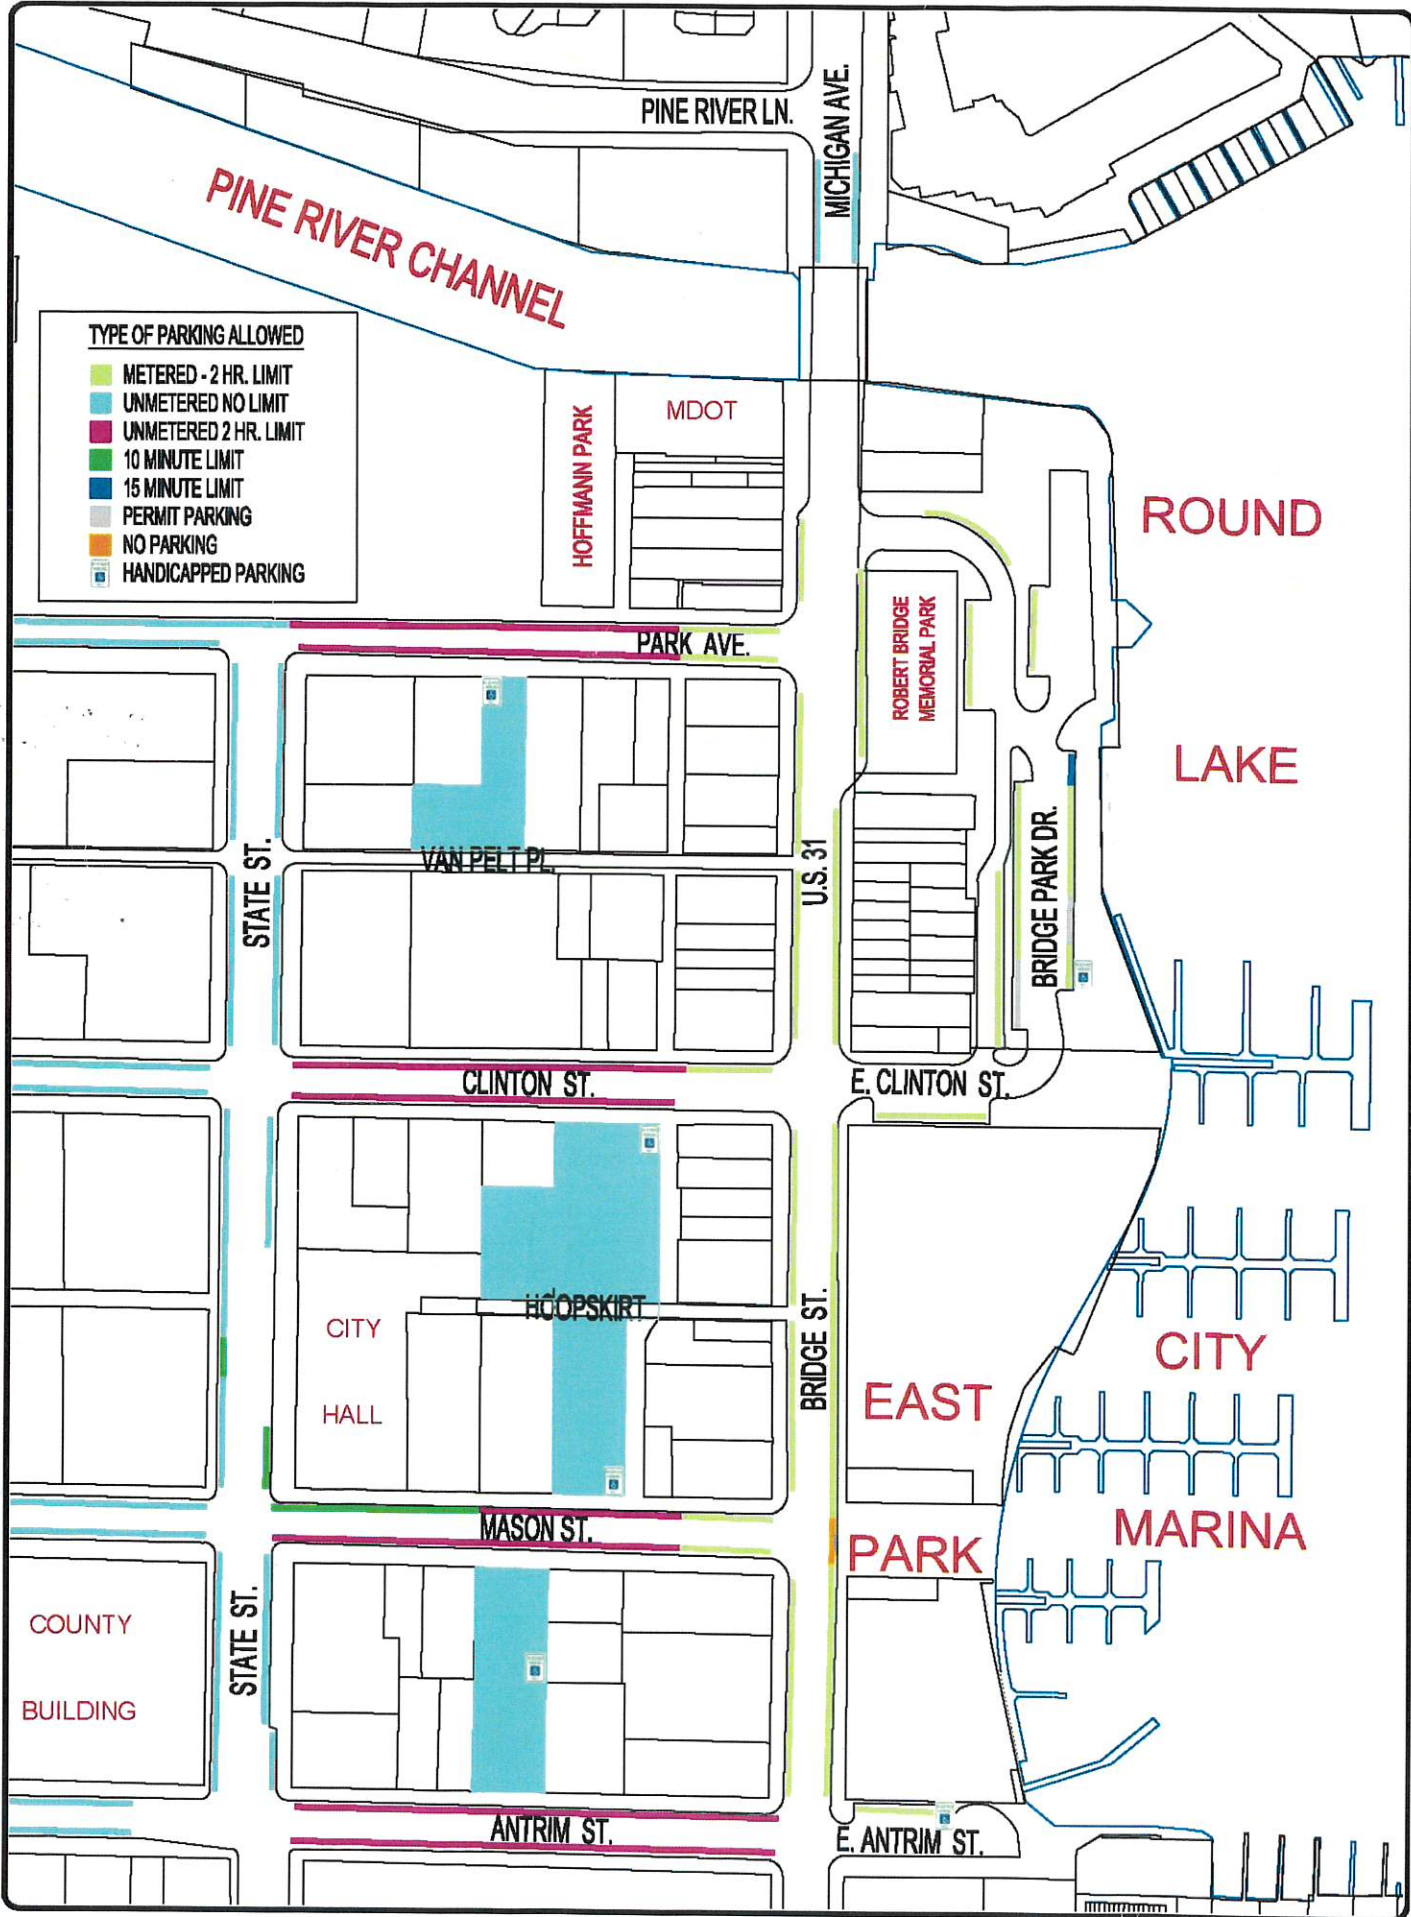 PINE RIVER LN.
MICHIGAN AVE.
PINE RIVER CHANNEL
TYPE OF PARKING ALLOWED
METERED - 2 HR. LIMIT
UNMETERED NO LIMIT
UNMETERED 2 HR. LIMIT
10 MINUTE LIMIT
15 MINUTE LIMIT
PERMIT PARKING
NO PARKING
HANDICAPPED PARKING
HOFFMANN PARK
MDOT
ROUND
ROBERT BRIDGE
MEMORIAL PARK
PARK AVE.
LAKE
STATE ST.
VAN PELT PL.
U.S. 31
BRIDGE PARK DR.
CLINTON ST.
E. CLINTON ST.
HOOPSKIRT
CITY
HALL
BRIDGE ST.
EAST
CITY
MASON ST.
PARK
MARINA
COUNTY
BUILDING
STATE ST.
ANTRIM ST.
E. ANTRIM ST.